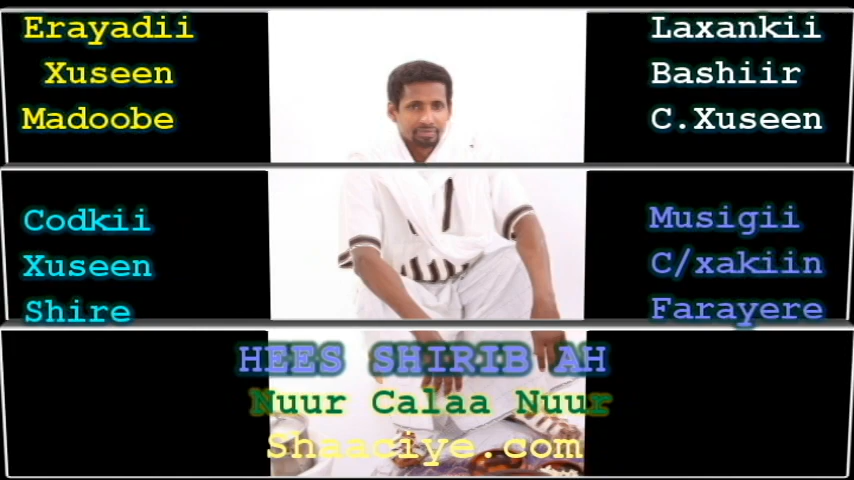 Erayadii
Xuseen
Madoobe
Laxankii
Bashiir
C.Xuseen
Codkii
Xuseen
Shire
Musigii
C/xakiin
Farayere
HEES SHIRIB AH
Nuur Calaa Nuur
Shaaciye.com